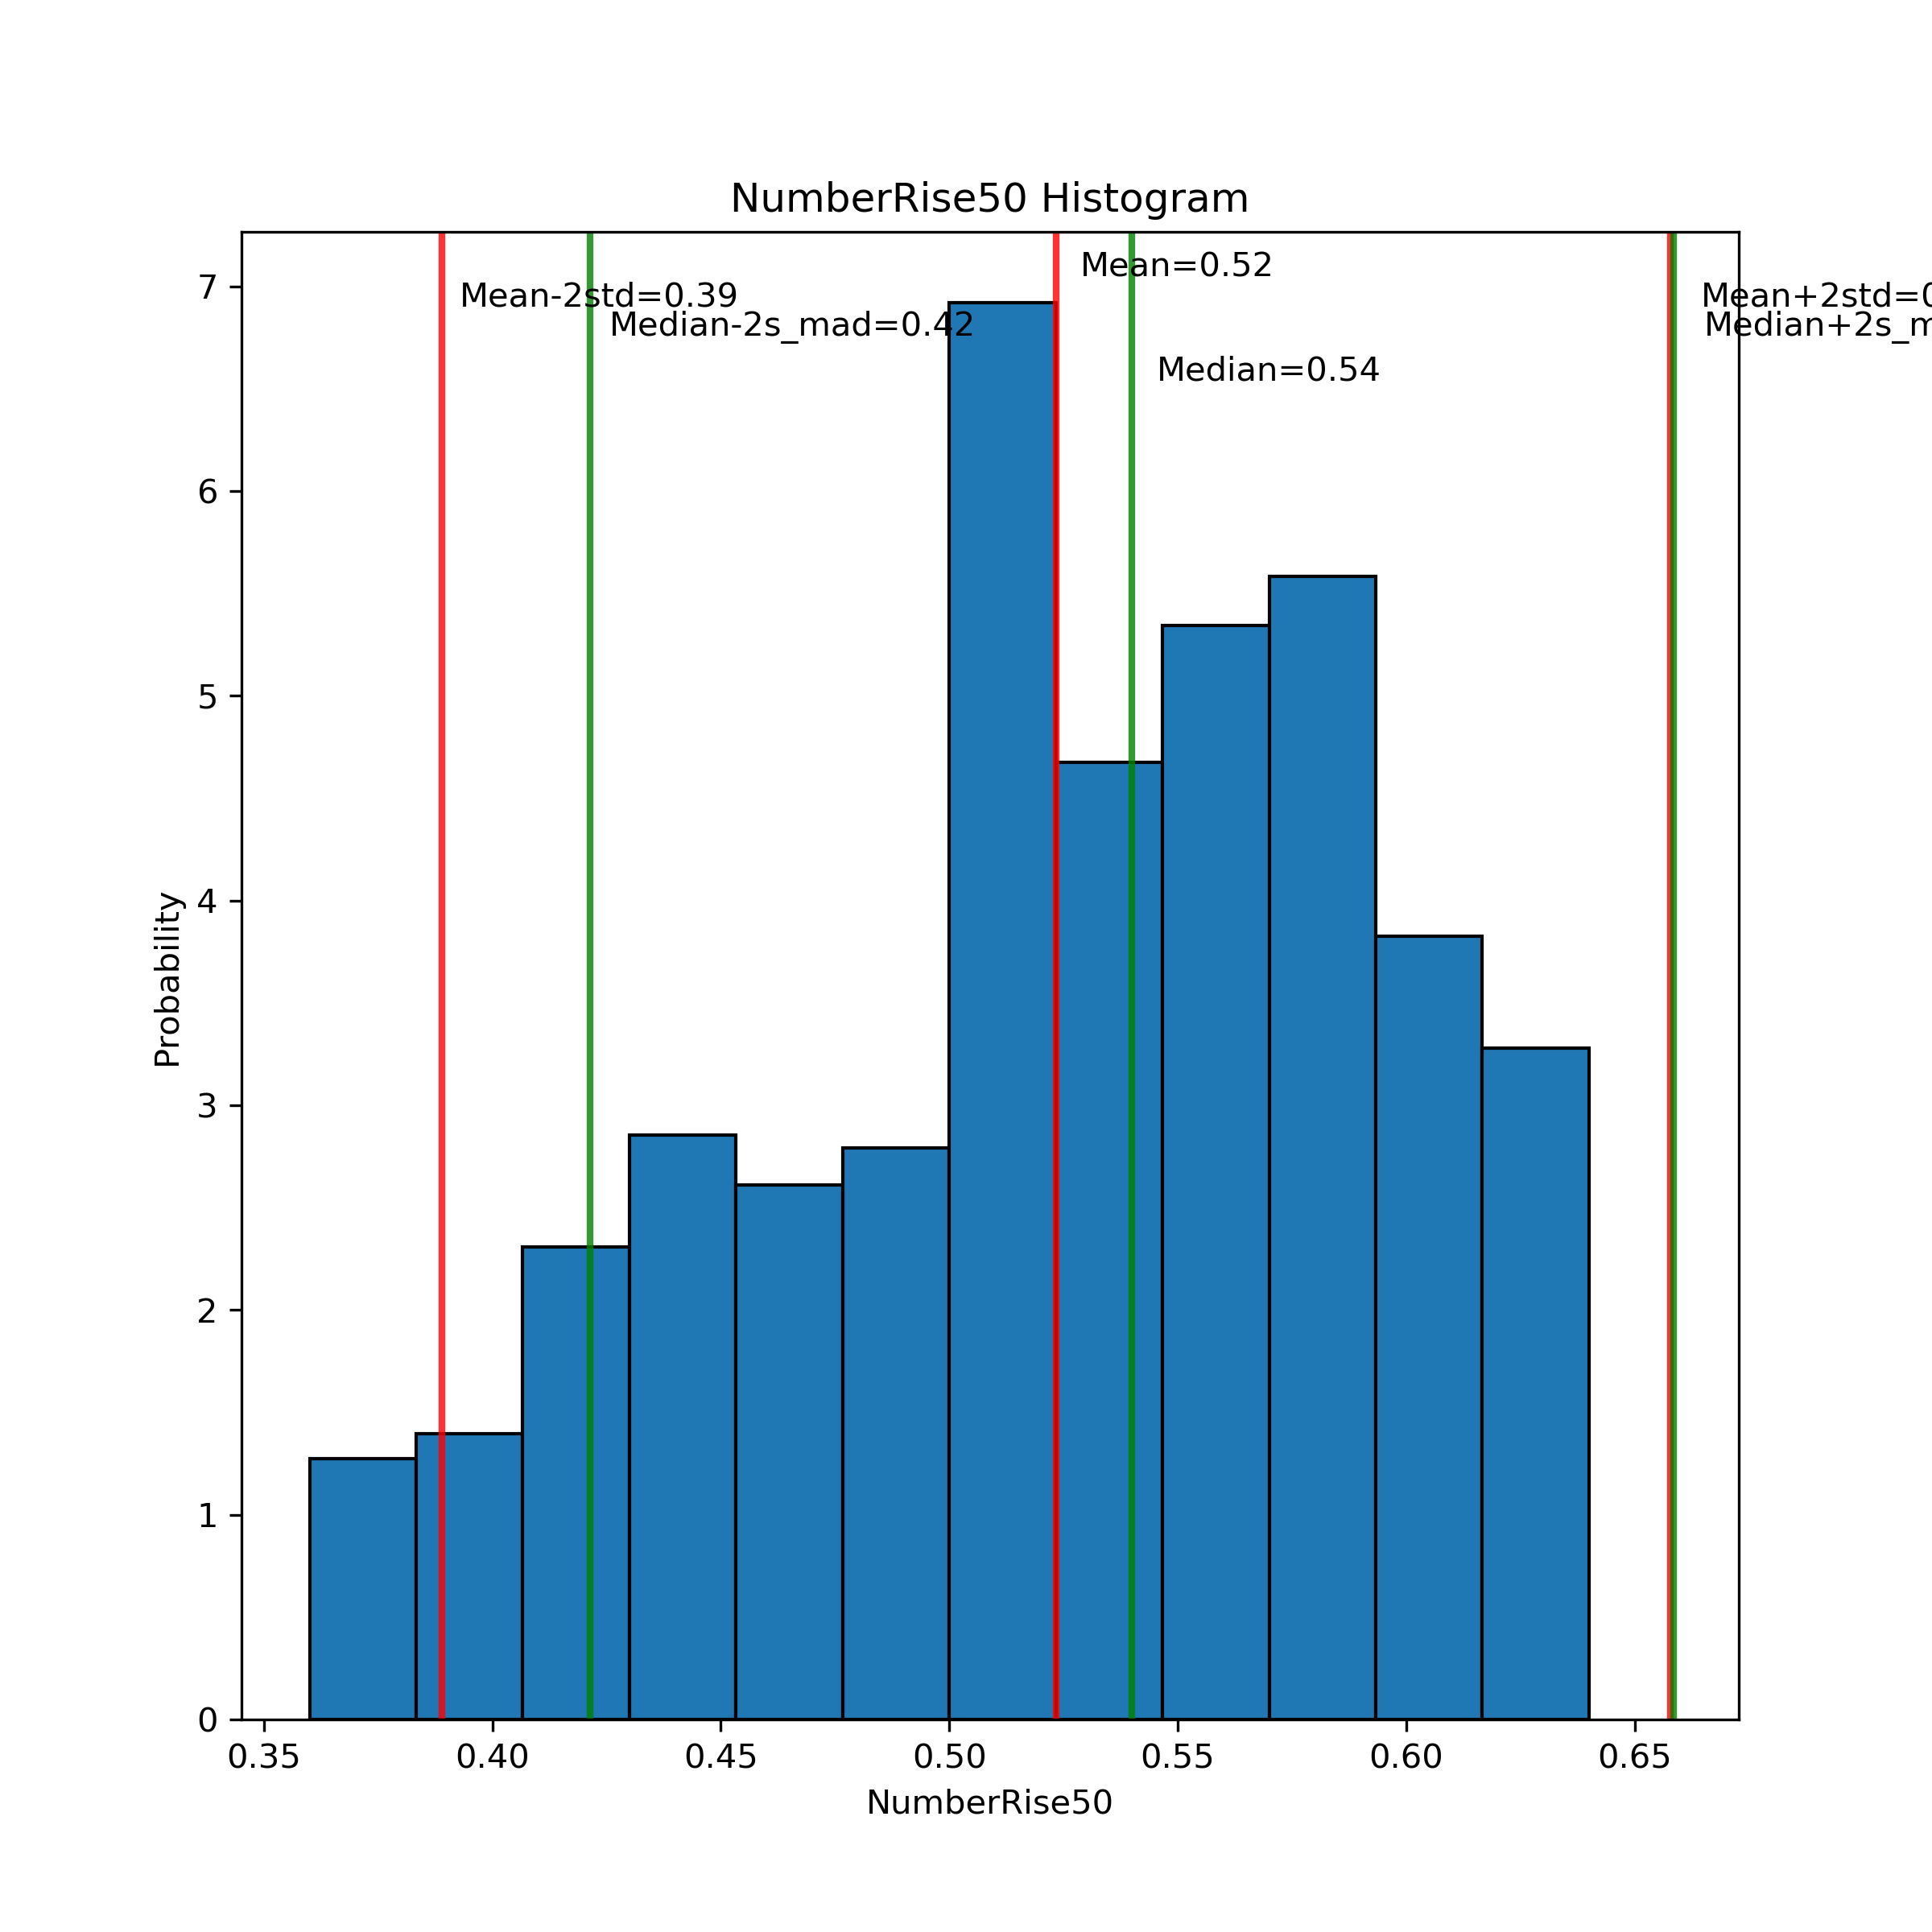 NumberRise50 Histogram
Mean=0.52
Mean-2std=0.39
Mean+2std=0
Median-2s_mad=0.42
Median+2s_m
Median=0.54
7
6
5
4
3
2
1
0
Probability
0.35 0.40 0.45 0.50 0.55 0.60 0.65
NumberRise50